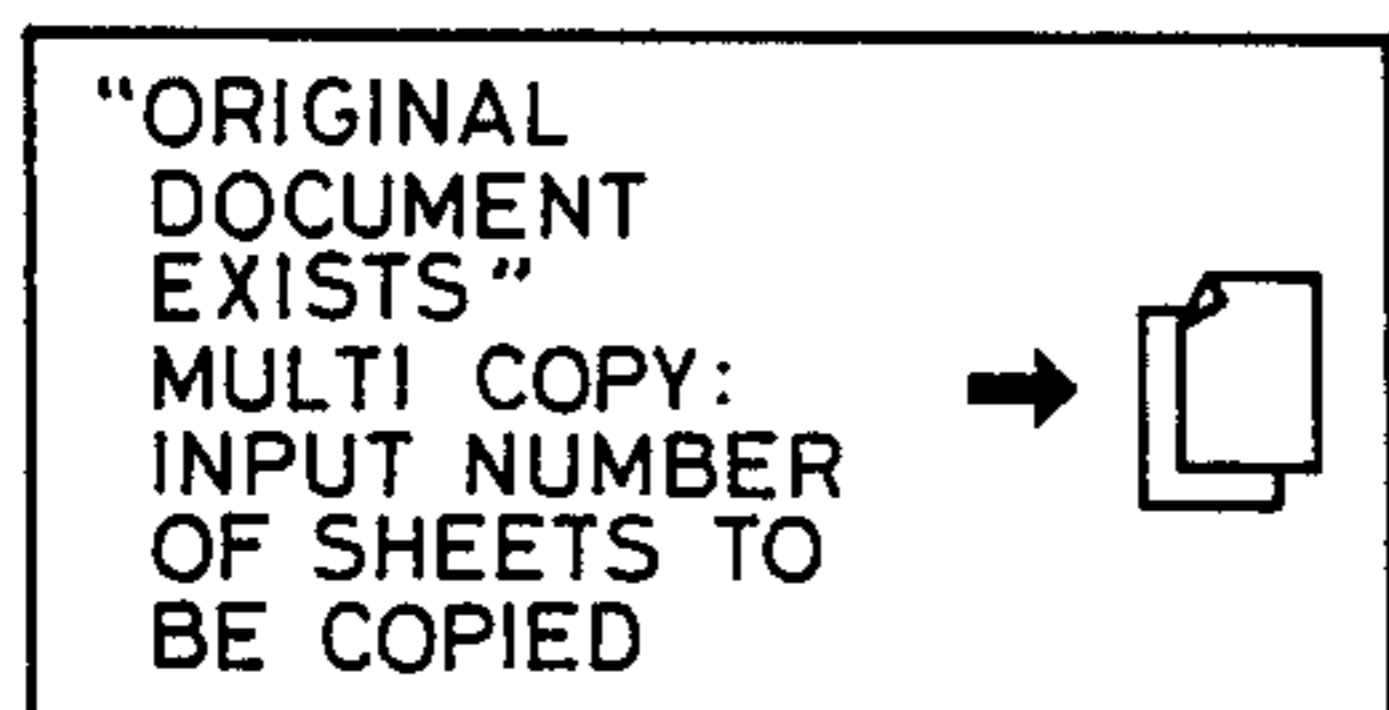 “ORIGINAL
DOCUMENT
EXISTS”
MULTI COPY:
INPUT NUMBER
OF SHEETS TO
BE COPIED